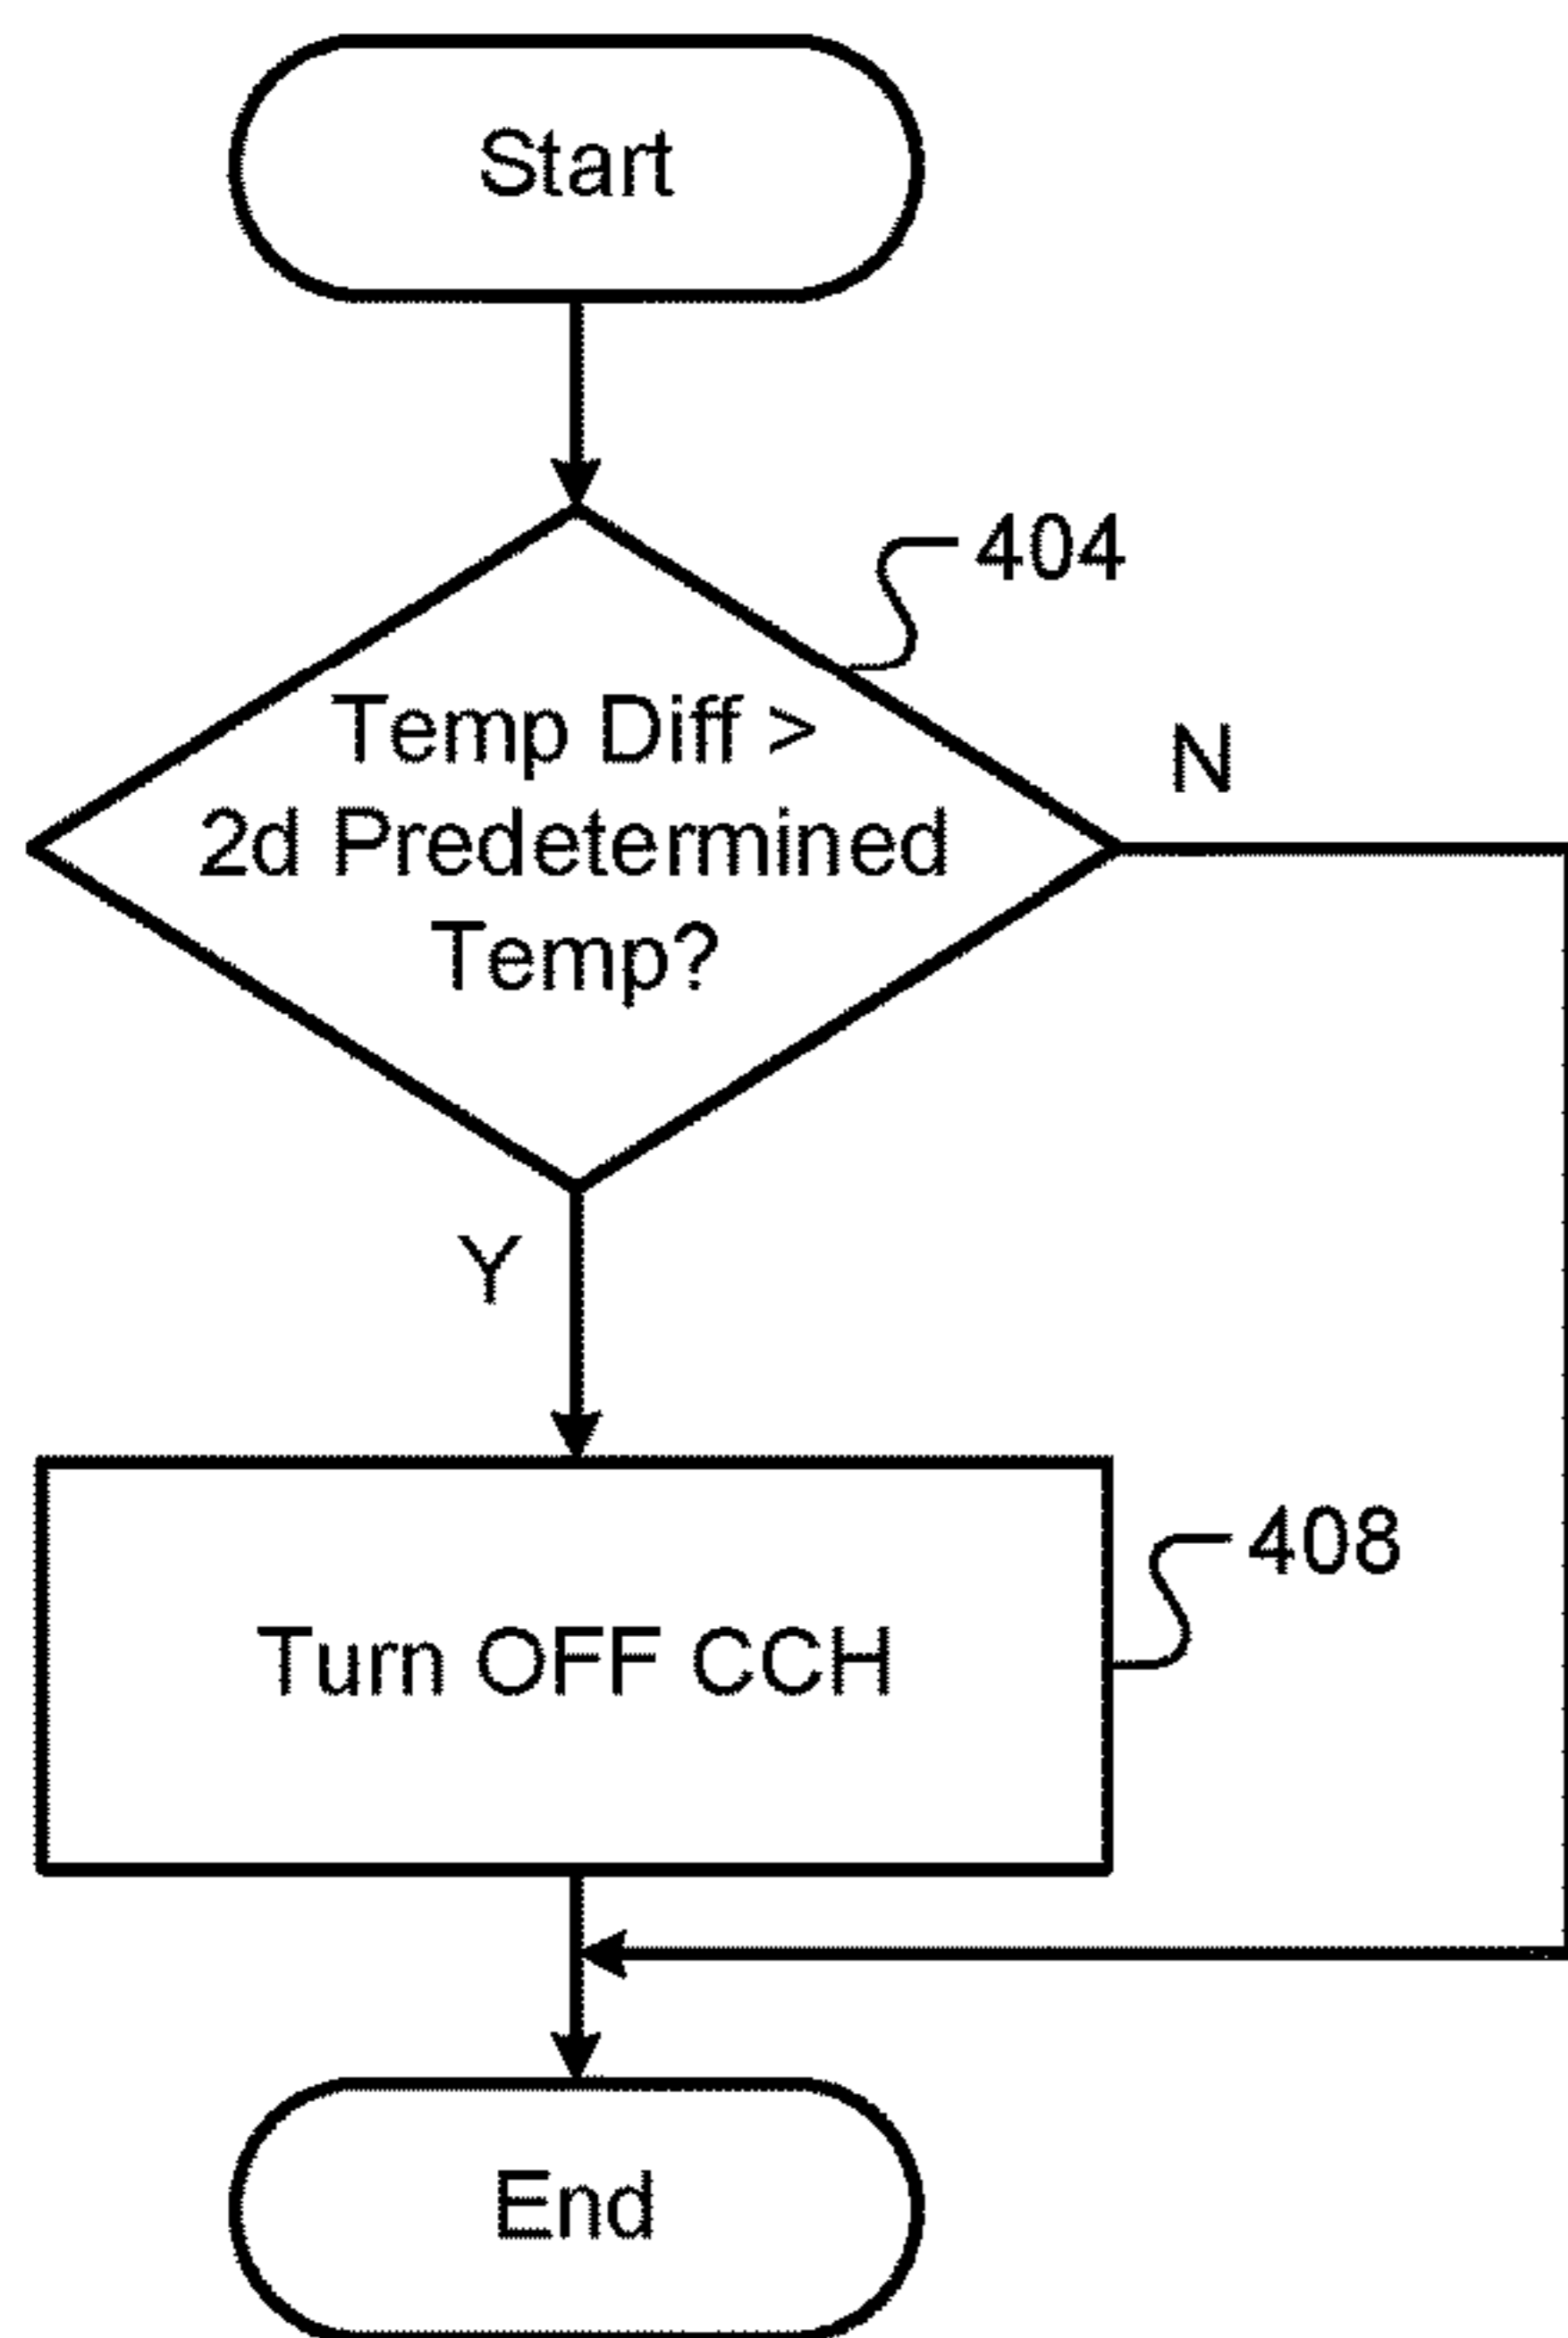 Start
404
Temp Diff >
2d Predetermined
Temp?
N
Y
408
Turn OFF CCH
End